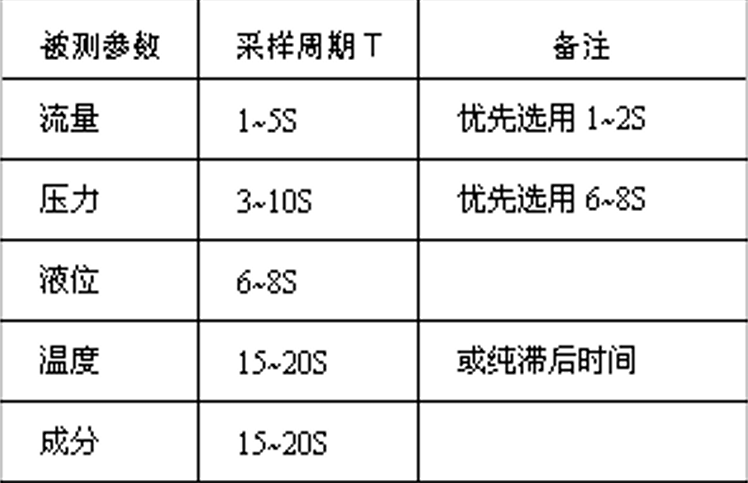 被测参数 采样周期 T 备注
流量 1~5S 优先选用 1~2S
压力 3~10S 优先选用 6~8S
液位 6~8S
温度 15~20S 或纯滞后时间
成分 15~20S